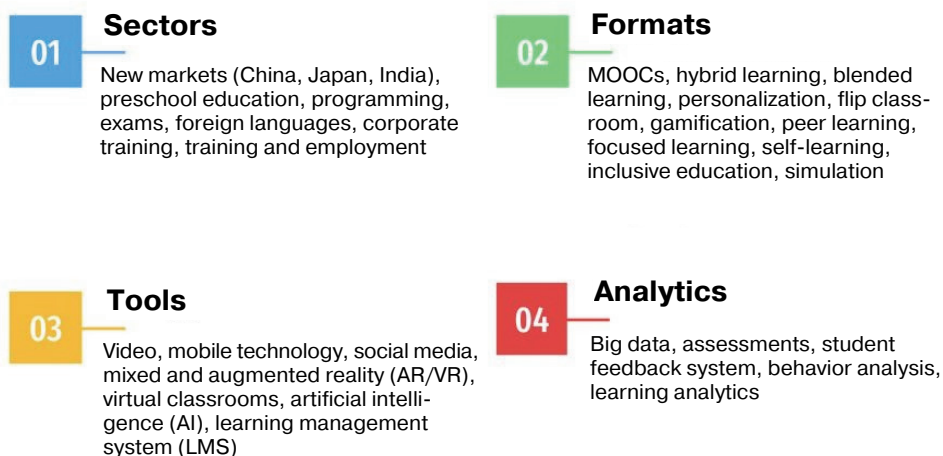 01
Sectors
New markets (China, Japan, India),
preschool education, programming,
exams, foreign languages, corporate
training, training and employment
02
Formats
MOOCs, hybrid learning, blended
learning, personalization, flip class-
room, gamification, peer learning,
focused learning, self-learning,
inclusive education, simulation
03
Tools
Video, mobile technology, social media,
mixed and augmented reality (AR/VR),
virtual classrooms, artificial intelli-
gence (AI), learning management
system (LMS)
04
Analytics
Big data, assessments, student
feedback system, behavior analysis,
learning analytics